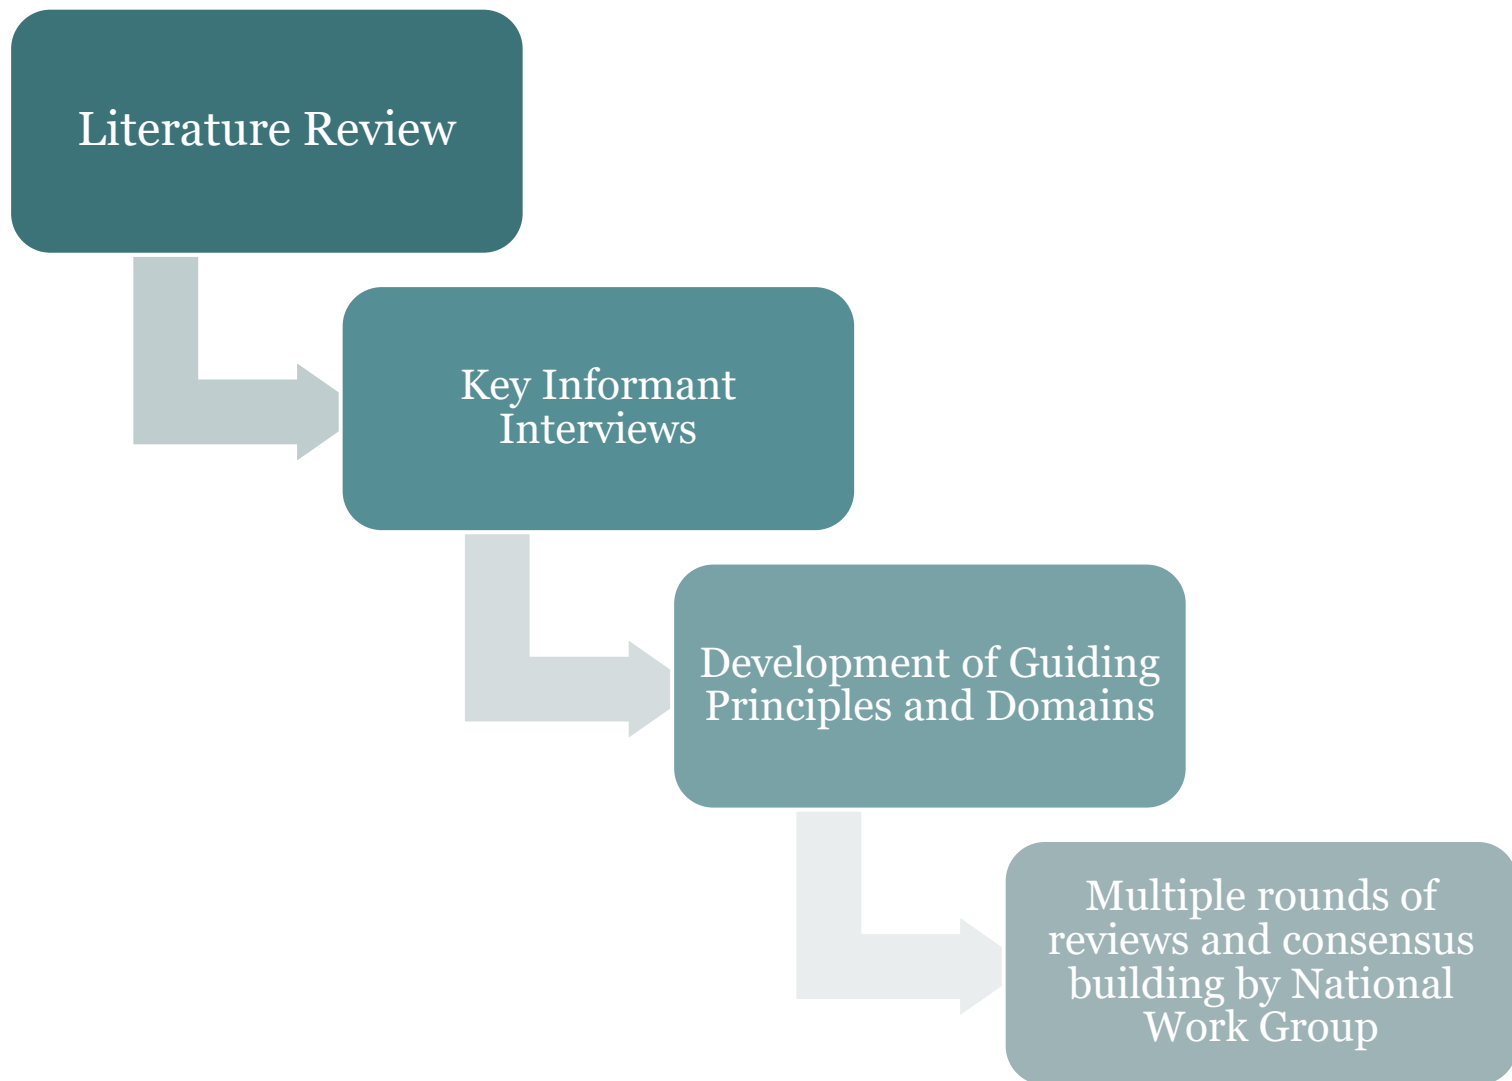 Literature Review
Key Informant
Interviews
Development of Guiding
Principles and Domains
Multiple rounds of
reviews and consensus
building by National
Work Group